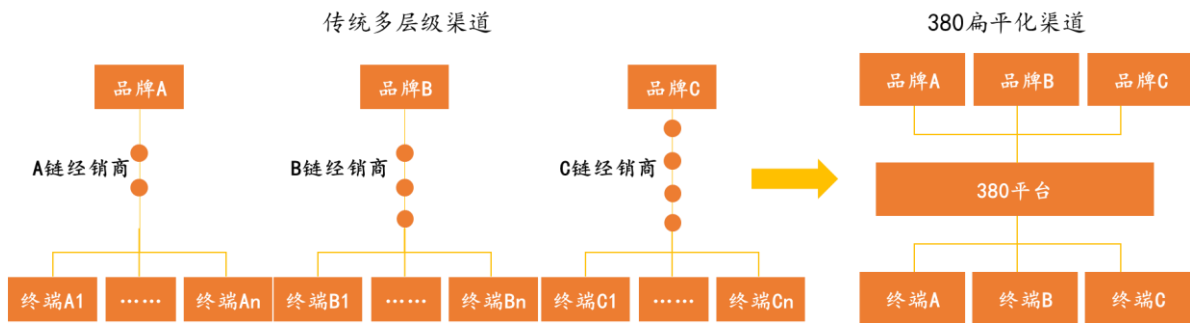 传统多层级渠道
380扁平化渠道
品牌A
品牌B
品牌C
品牌A
品牌B
品牌C
A链经销商
B链经销商
C链经销商
380平台
终端A1
……
终端An
终端B1
……
终端Bn
终端C1
……
终端Cn
终端A
终端B
终端C